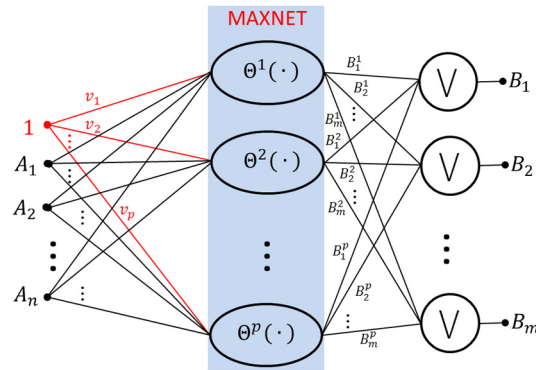 MAXNET
Θ¹(·)
Θ²(·)
Θᵖ(·)
1
A₁
A₂
Aₙ
v₁
v₂
vₚ
B₁¹
B₂¹
Bₘ¹
B₁²
B₂²
Bₘ²
B₁ᵖ
B₂ᵖ
Bₘᵖ
⋁
⋁
⋁
B₁
B₂
Bₘ